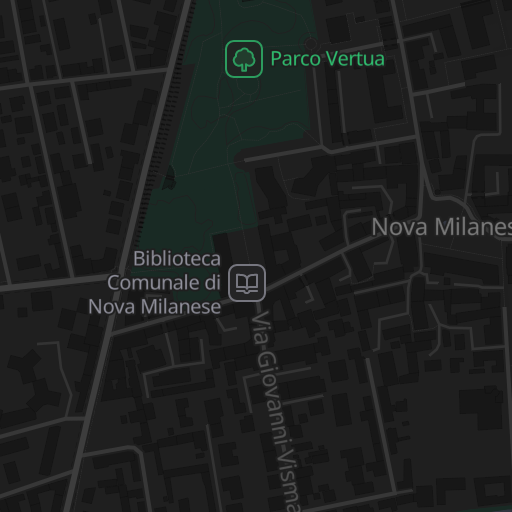 Parco Vertua
Nova Milanes
Biblioteca
Comunale di
Nova Milanese
Via Giovanni Visma